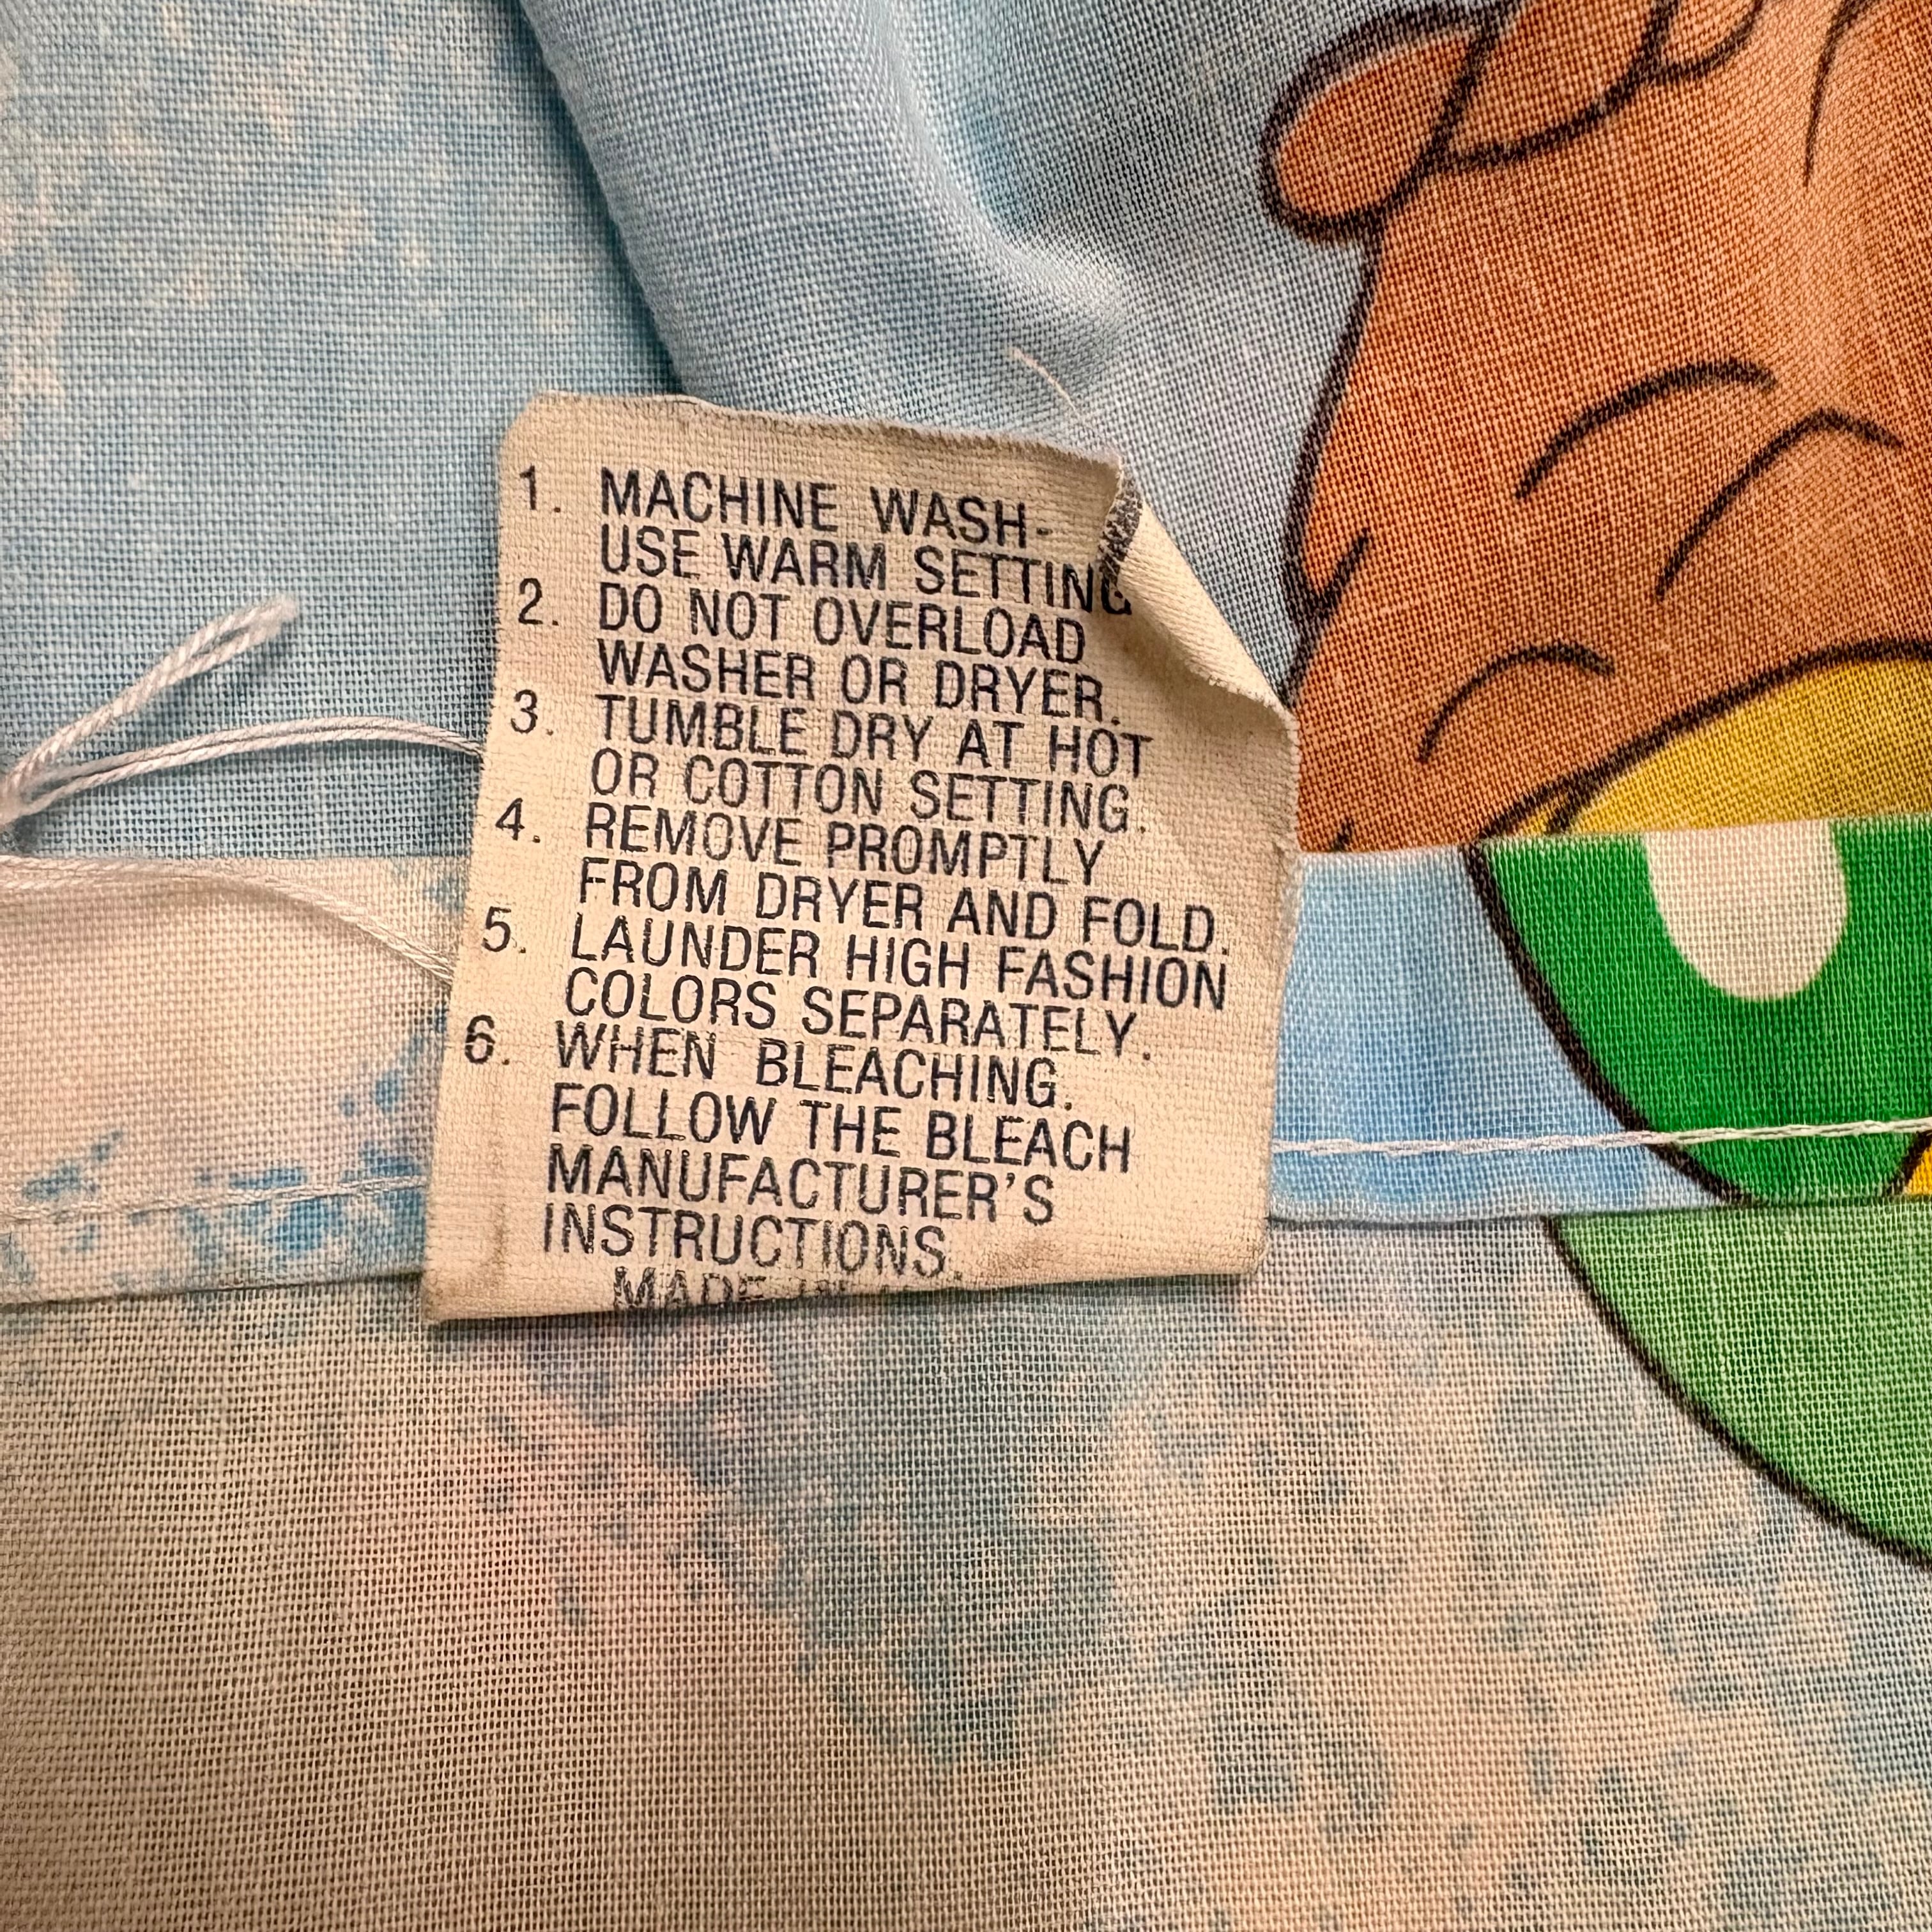 1. MACHINE WASH-
USE WARM SETTING
2. DO NOT OVERLOAD
WASHER OR DRYER.
3. TUMBLE DRY AT HOT
OR COTTON SETTING.
4. REMOVE PROMPTLY
FROM DRYER AND FOLD.
5. LAUNDER HIGH FASHION
COLORS SEPARATELY.
6. WHEN BLEACHING.
FOLLOW THE BLEACH
MANUFACTURER'S
INSTRUCTIONS.
MADE IN